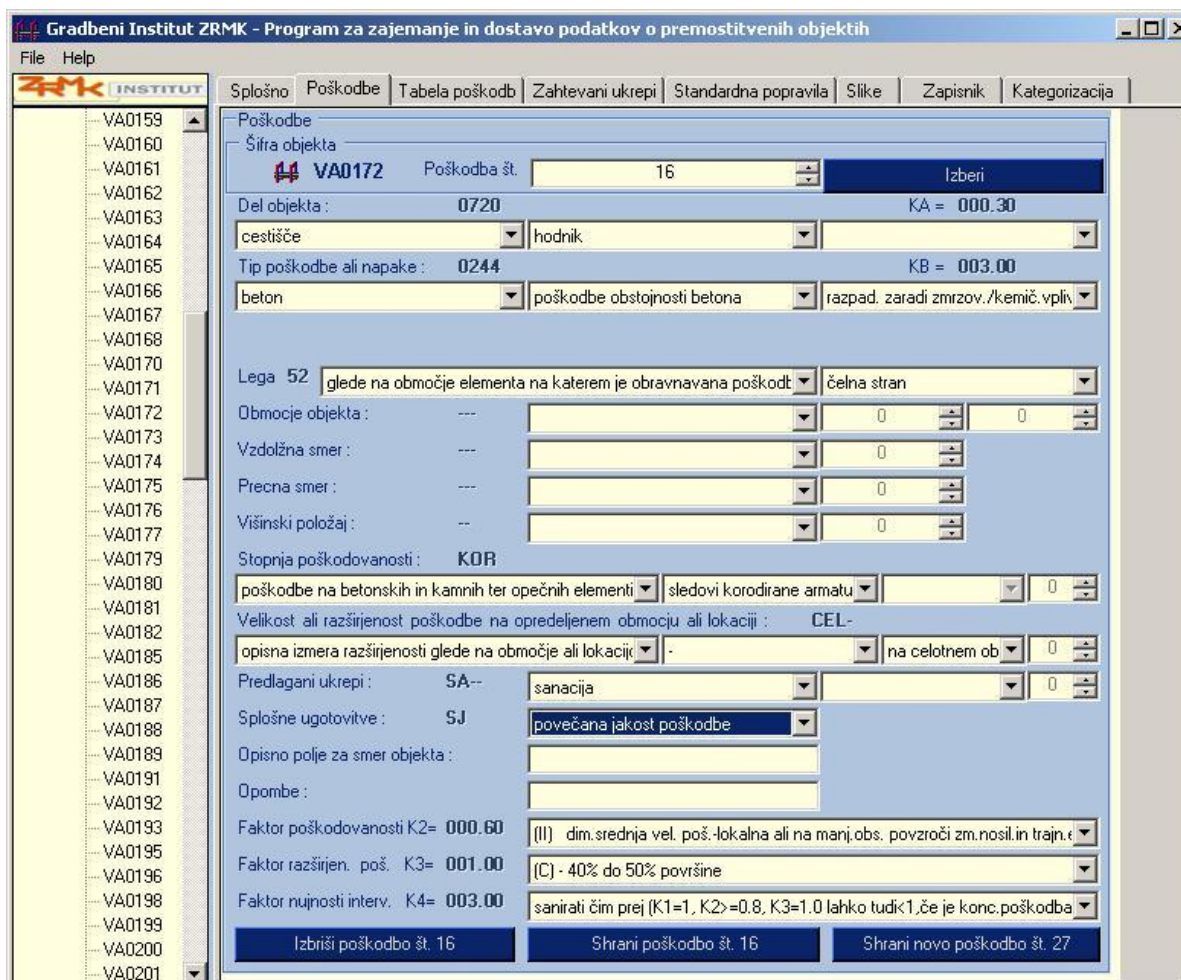 Gradbeni Institut ZRMK - Program za zajemanje in dostavo podatkov o premostitvenih objektih
File Help
ZRMK INSTITUT
Splošno Poškodbe Tabela poškodb Zahtevani ukrepi Standardna popravila Slike Zapisnik Kategorizacija
VA0159
VA0160
VA0161
VA0162
VA0163
VA0164
VA0165
VA0166
VA0167
VA0168
VA0170
VA0171
VA0172
VA0173
VA0174
VA0175
VA0176
VA0177
VA0179
VA0180
VA0181
VA0182
VA0185
VA0186
VA0187
VA0188
VA0189
VA0191
VA0192
VA0193
VA0195
VA0196
VA0198
VA0199
VA0200
VA0201
Poškodbe
Šifra objekta
VA0172 Poškodba št. 16 Izberi
Del objekta : 0720 KA = 000.30
cestišče hodnik
Tip poškodbe ali napake : 0244 KB = 003.00
beton poškodbe obstojnosti betona razpad. zaradi zmrzov./kemič.vpliv
Lega 52 glede na območje elementa na katerem je obravnavana poškodb čelna stran
Obmocje objekta : --- 0 0
Vzdolžna smer : --- 0
Precna smer : --- 0
Višinski položaj : -- 0
Stopnja poškodovanosti : KOR
poškodbe na betonskih in kamnih ter opečnih elementi sledovi korodirane armatu 0
Velikost ali razširjenost poškodbe na opredeljenem obmocju ali lokaciji : CEL-
opisna izmera razširjenosti glede na območje ali lokacijo - na celotnem ob 0
Predlagani ukrepi : SA-- sanacija 0
Splošne ugotovitve : SJ povečana jakost poškodbe
Opisno polje za smer objekta :
Opombe :
Faktor poškodovanosti K2= 000.60 (II) dim.srednja vel. poš.-lokalna ali na manj.obs. povzroči zm.nosil.in trajn.e
Faktor razširjen. poš. K3= 001.00 (C) - 40% do 50% površine
Faktor nujnosti interv. K4= 003.00 sanirati čim prej (K1=1, K2>=0.8, K3=1.0 lahko tudi<1,če je konc.poškodba
Izbriši poškodbo št. 16 Shrani poškodbo št. 16 Shrani novo poškodbo št. 27